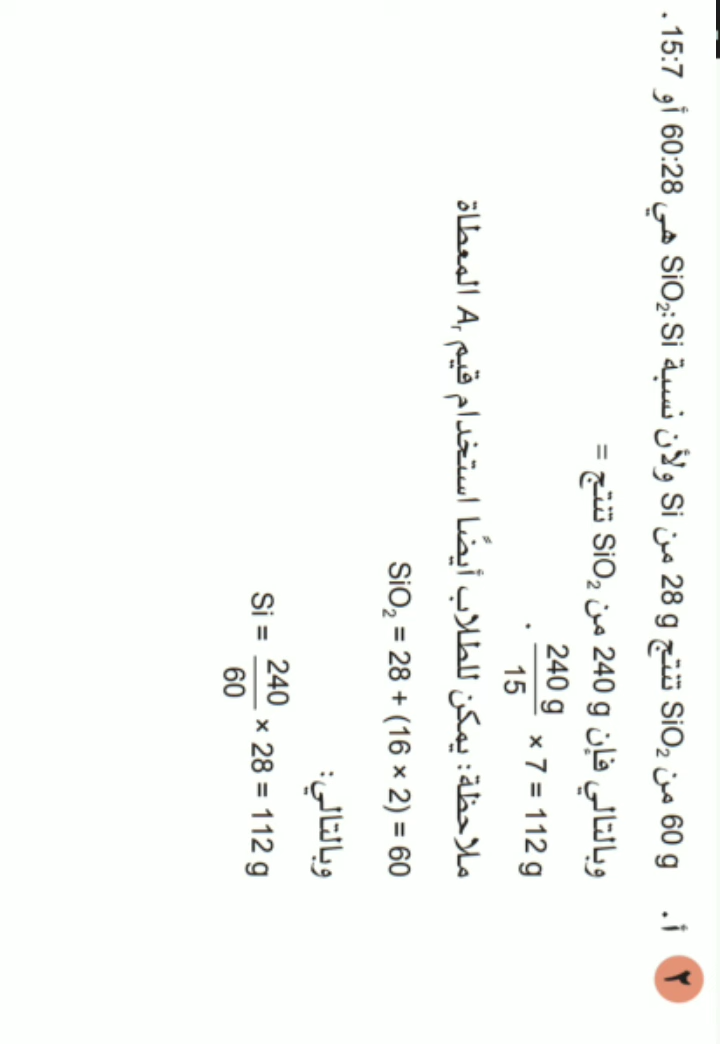 ٢ أ. 60 g من SiO₂ تنتج 28 g من Si ولأن نسبة SiO₂:Si هي 60:28 أو 15:7 .
وبالتالي فإن 240 g من SiO₂ تنتج =
240 g / 15 × 7 = 112 g .
ملاحظة: يمكن للطلاب أيضًا استخدام قيم Aᵣ المعطاة
SiO₂ = 28 + (16 × 2) = 60
وبالتالي:
Si = 240 / 60 × 28 = 112 g